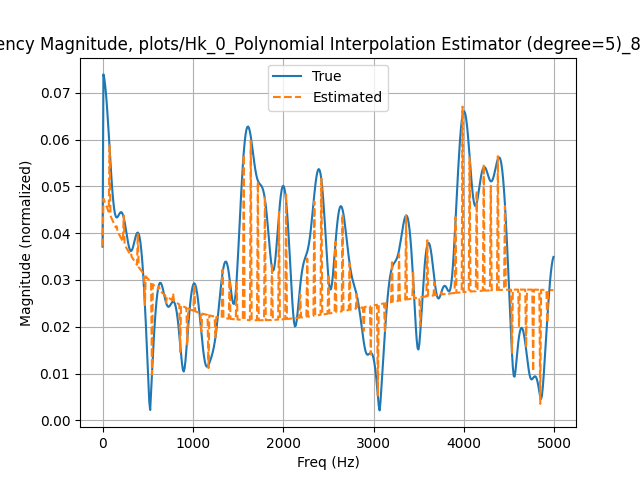 ency Magnitude, plots/Hk_0_Polynomial Interpolation Estimator (degree=5)_8
True
Estimated
Magnitude (normalized)
0.07
0.06
0.05
0.04
0.03
0.02
0.01
0.00
0 1000 2000 3000 4000 5000
Freq (Hz)